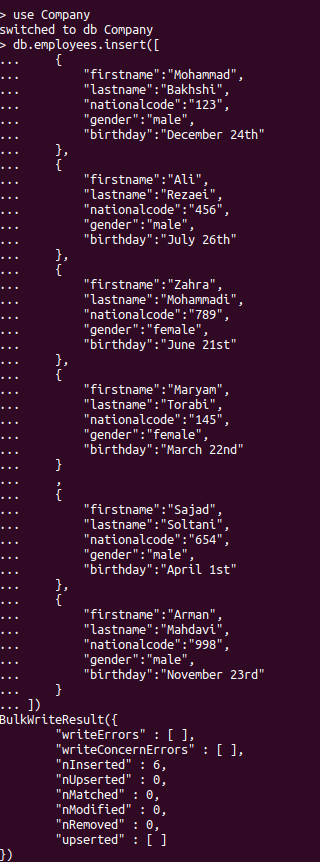 > use Company
switched to db Company
> db.employees.insert([
...     {
...         "firstname":"Mohammad",
...         "lastname":"Bakhshi",
...         "nationalcode":"123",
...         "gender":"male",
...         "birthday":"December 24th"
...     },
...     {
...         "firstname":"Ali",
...         "lastname":"Rezaei",
...         "nationalcode":"456",
...         "gender":"male",
...         "birthday":"July 26th"
...     },
...     {
...         "firstname":"Zahra",
...         "lastname":"Mohammadi",
...         "nationalcode":"789",
...         "gender":"female",
...         "birthday":"June 21st"
...     },
...     {
...         "firstname":"Maryam",
...         "lastname":"Torabi",
...         "nationalcode":"145",
...         "gender":"female",
...         "birthday":"March 22nd"
...     }
...     ,
...     {
...         "firstname":"Sajad",
...         "lastname":"Soltani",
...         "nationalcode":"654",
...         "gender":"male",
...         "birthday":"April 1st"
...     },
...     {
...         "firstname":"Arman",
...         "lastname":"Mahdavi",
...         "nationalcode":"998",
...         "gender":"male",
...         "birthday":"November 23rd"
...     }
... ])
BulkWriteResult({
        "writeErrors" : [ ],
        "writeConcernErrors" : [ ],
        "nInserted" : 6,
        "nUpserted" : 0,
        "nMatched" : 0,
        "nModified" : 0,
        "nRemoved" : 0,
        "upserted" : [ ]
})